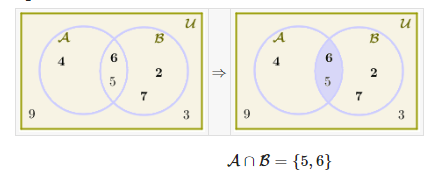 𝒰
𝒜 ℬ
4 6
5 2
7
9 3
⇒
𝒰
𝒜 ℬ
4 6
5 2
7
9 3
𝒜 ∩ ℬ = {5, 6}